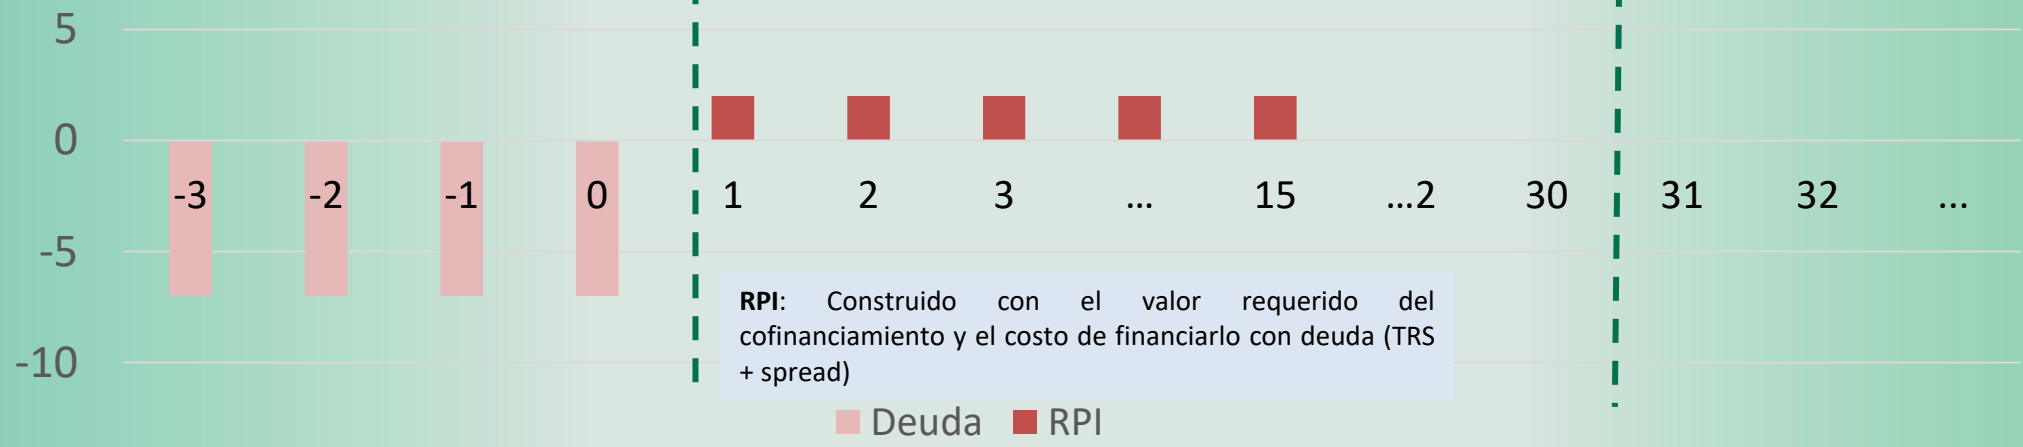 5
0
-3 -2 -1 0 1 2 3 ... 15 ...2 30 31 32 ...
-5
RPI: Construido con el valor requerido del
cofinanciamiento y el costo de financiarlo con deuda (TRS
+ spread)
-10
Deuda RPI